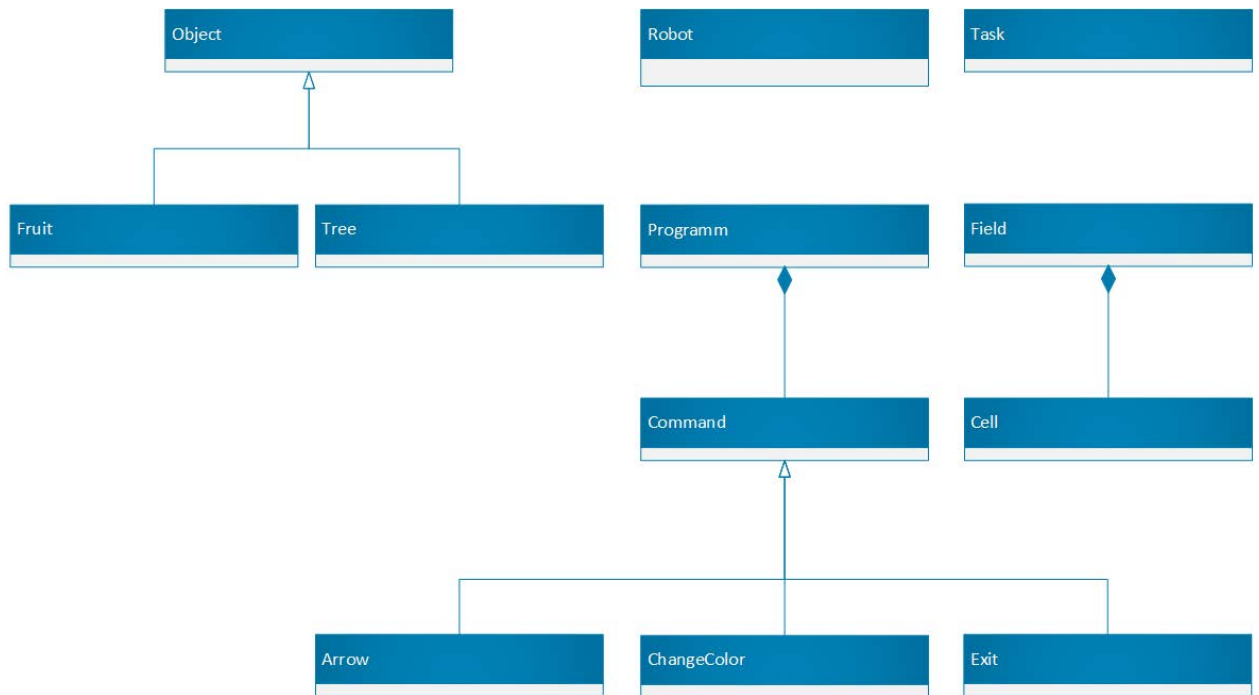 Object
Robot
Task
Fruit
Tree
Programm
Field
Command
Cell
Arrow
ChangeColor
Exit